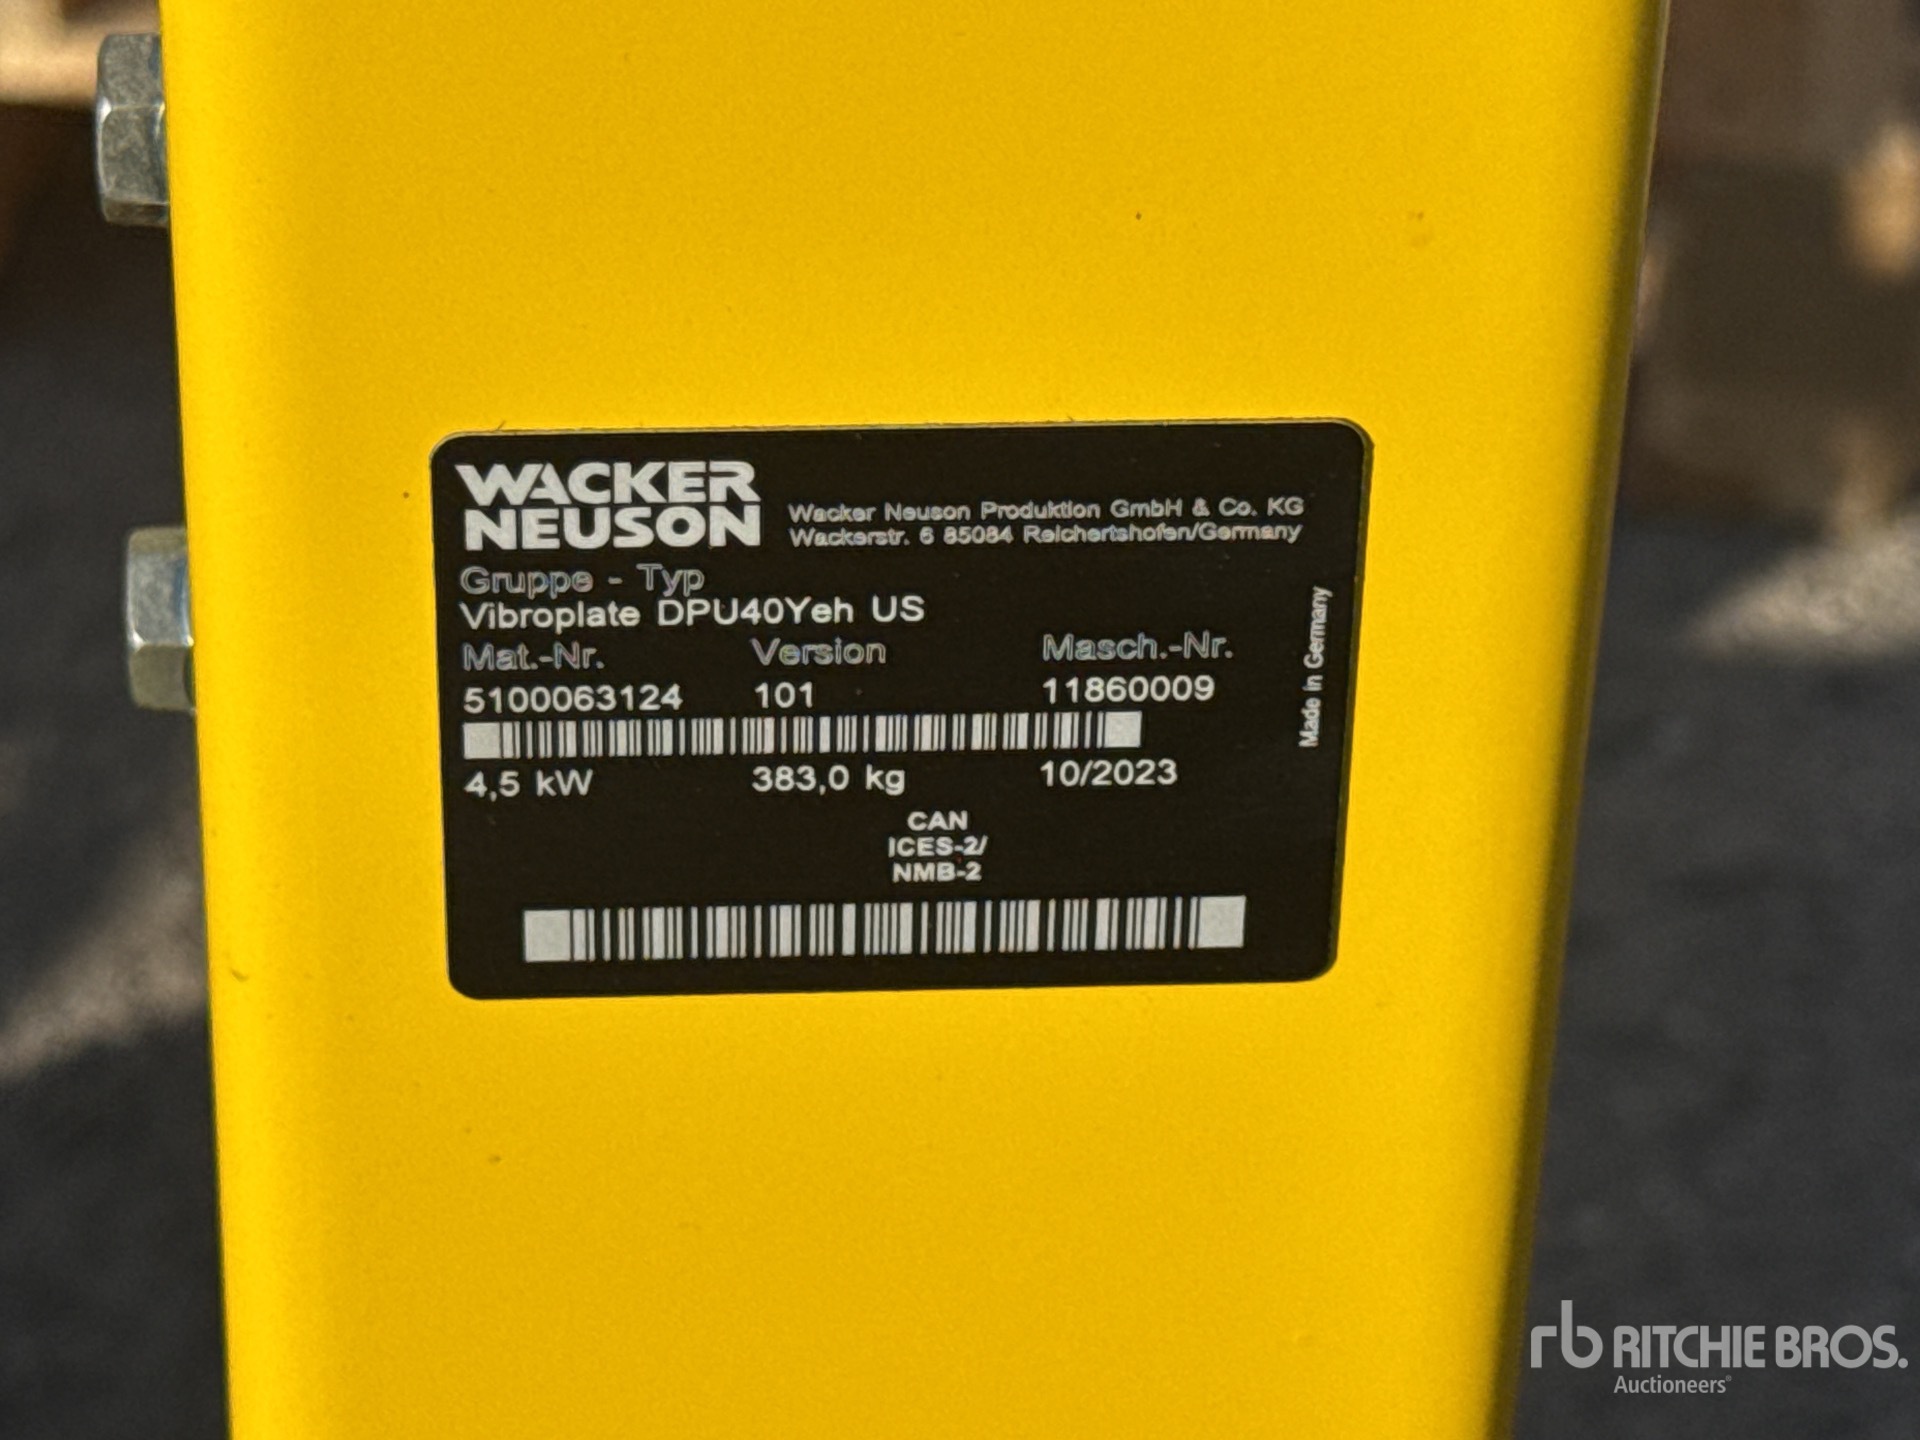 WACKER
NEUSON
Wacker Neuson Produktion GmbH & Co. KG
Wackerstr. 6 85084 Reichertshofen/Germany
Gruppe - Typ
Vibroplate DPU40Yeh US
Mat.-Nr. Version Masch.-Nr.
5100063124 101 11860009
4,5 kW 383,0 kg 10/2023
CAN
ICES-2/
NMB-2
Made in Germany
rb RITCHIE BROS.
Auctioneers®